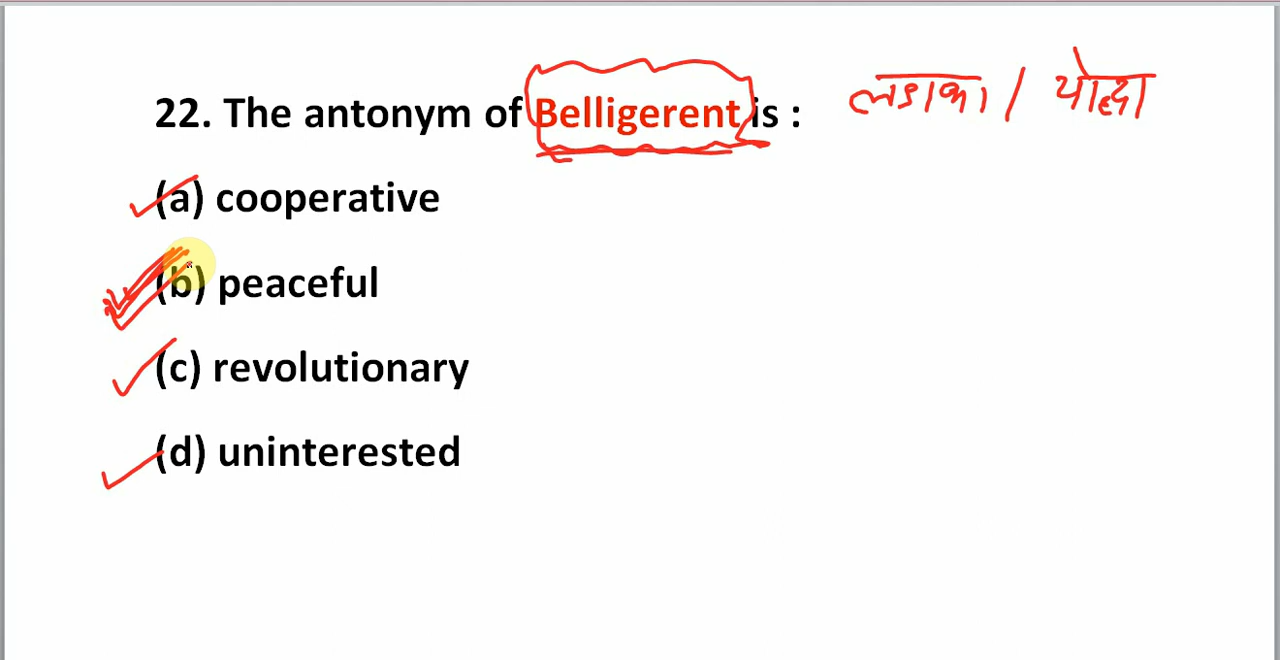 22. The antonym of Belligerent is : लडाका / योद्धा
(a) cooperative
(b) peaceful
(c) revolutionary
(d) uninterested